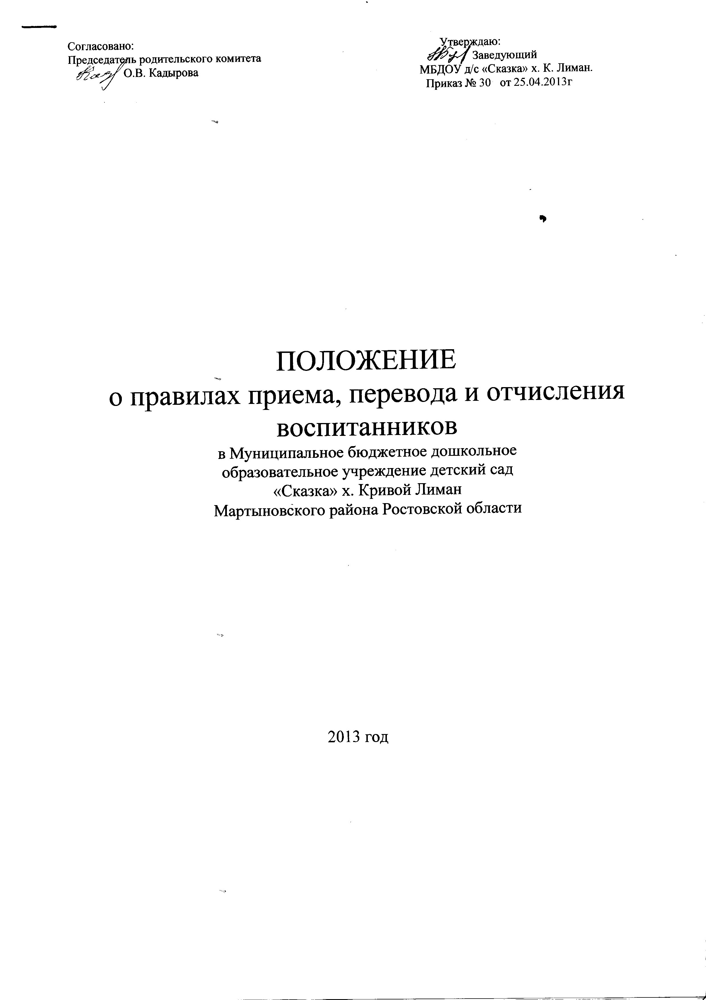 Согласовано:
Председатель родительского комитета
О.В. Кадырова
Утверждаю:
Заведующий
МБДОУ д/с «Сказка» х. К. Лиман.
Приказ № 30 от 25.04.2013г
ПОЛОЖЕНИЕ
о правилах приема, перевода и отчисления
воспитанников
в Муниципальное бюджетное дошкольное
образовательное учреждение детский сад
«Сказка» х. Кривой Лиман
Мартыновского района Ростовской области
2013 год